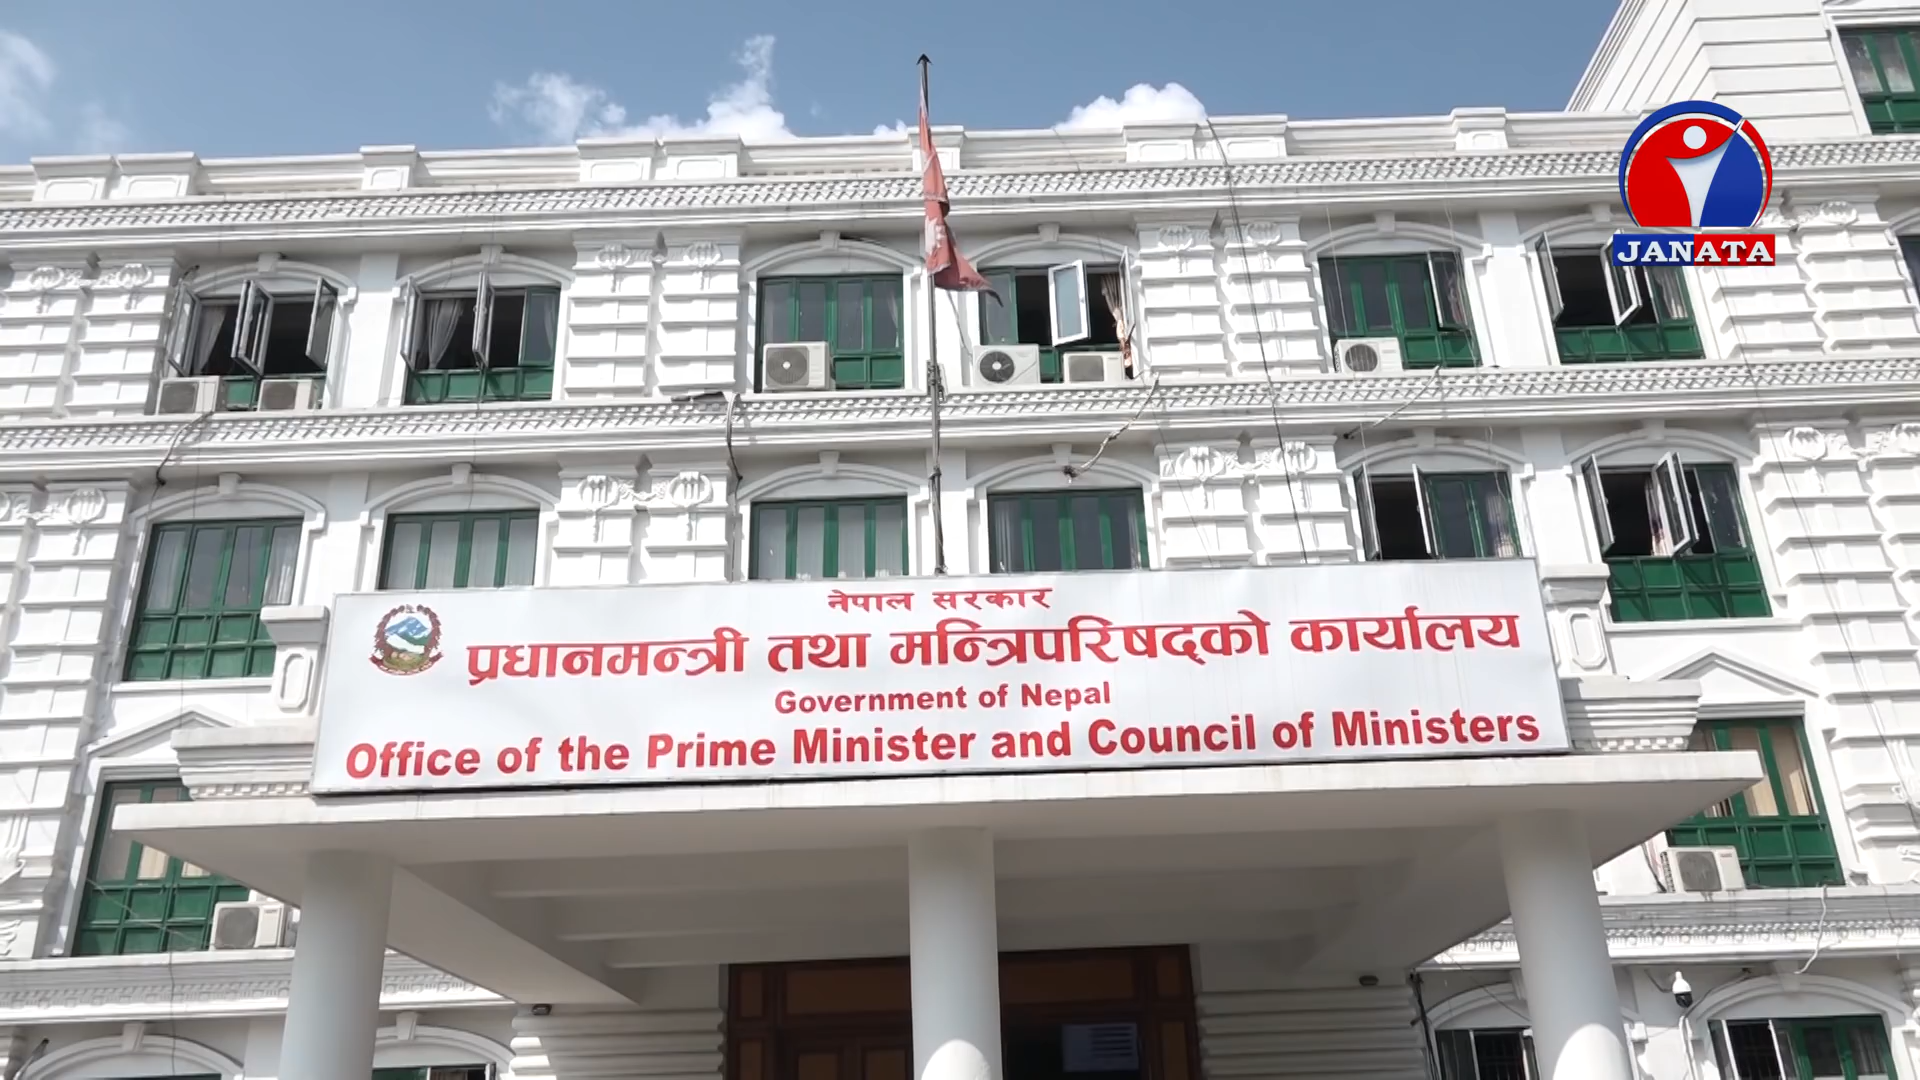 JANATA
नेपाल सरकार
प्रधानमन्त्री तथा मन्त्रिपरिषद्को कार्यालय
Government of Nepal
Office of the Prime Minister and Council of Ministers